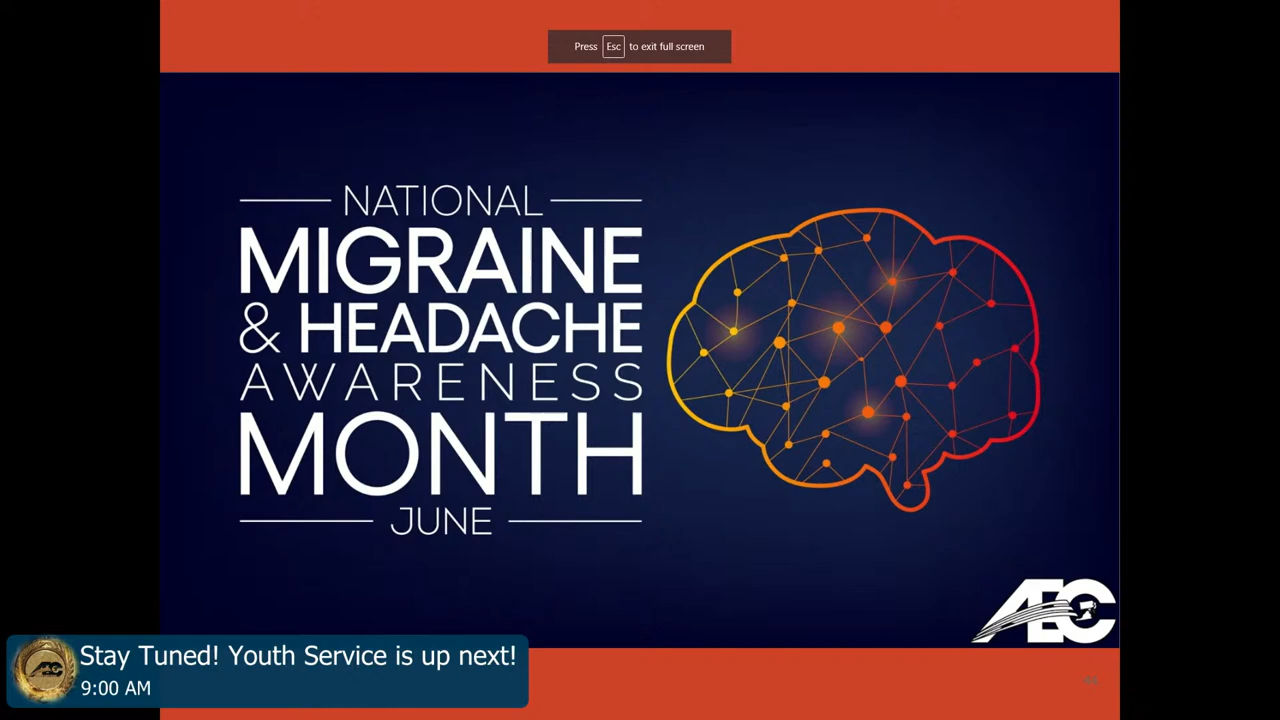 Press Esc to exit full screen
NATIONAL
MIGRAINE
& HEADACHE
AWARENESS
MONTH
JUNE
AEC
Stay Tuned! Youth Service is up next!
9:00 AM